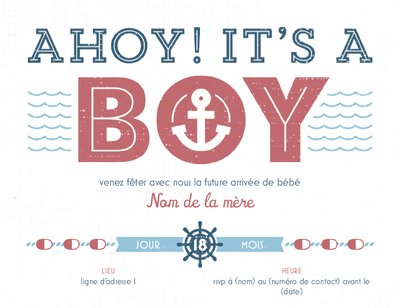 AHOY! IT'S A
BOY
venez fêter avec nous la future arrivée de bébé
Nom de la mère
JOUR 18 MOIS
LIEU
ligne d'adresse 1
HEURE
rsvp à (nom) au (numéro de contact) avant le
(date)